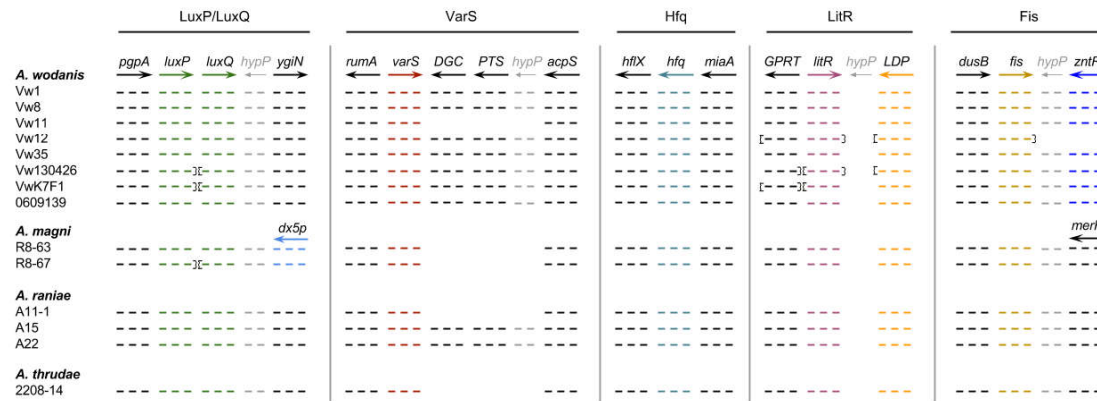 LuxP/LuxQ VarS Hfq LitR Fis
pgpA luxP luxQ hypP ygiN rumA varS DGC PTS hypP acpS hflX hfq miaA GPRT litR hypP LDP dusB fis hypP
A. wodanis
Vw1
Vw8
Vw11
Vw12
Vw35
Vw130426
VwK7F1
0609139
A. magni dx5p
R8-63
R8-67
A. raniae
A11-1
A15
A22
A. thrudae
2208-14